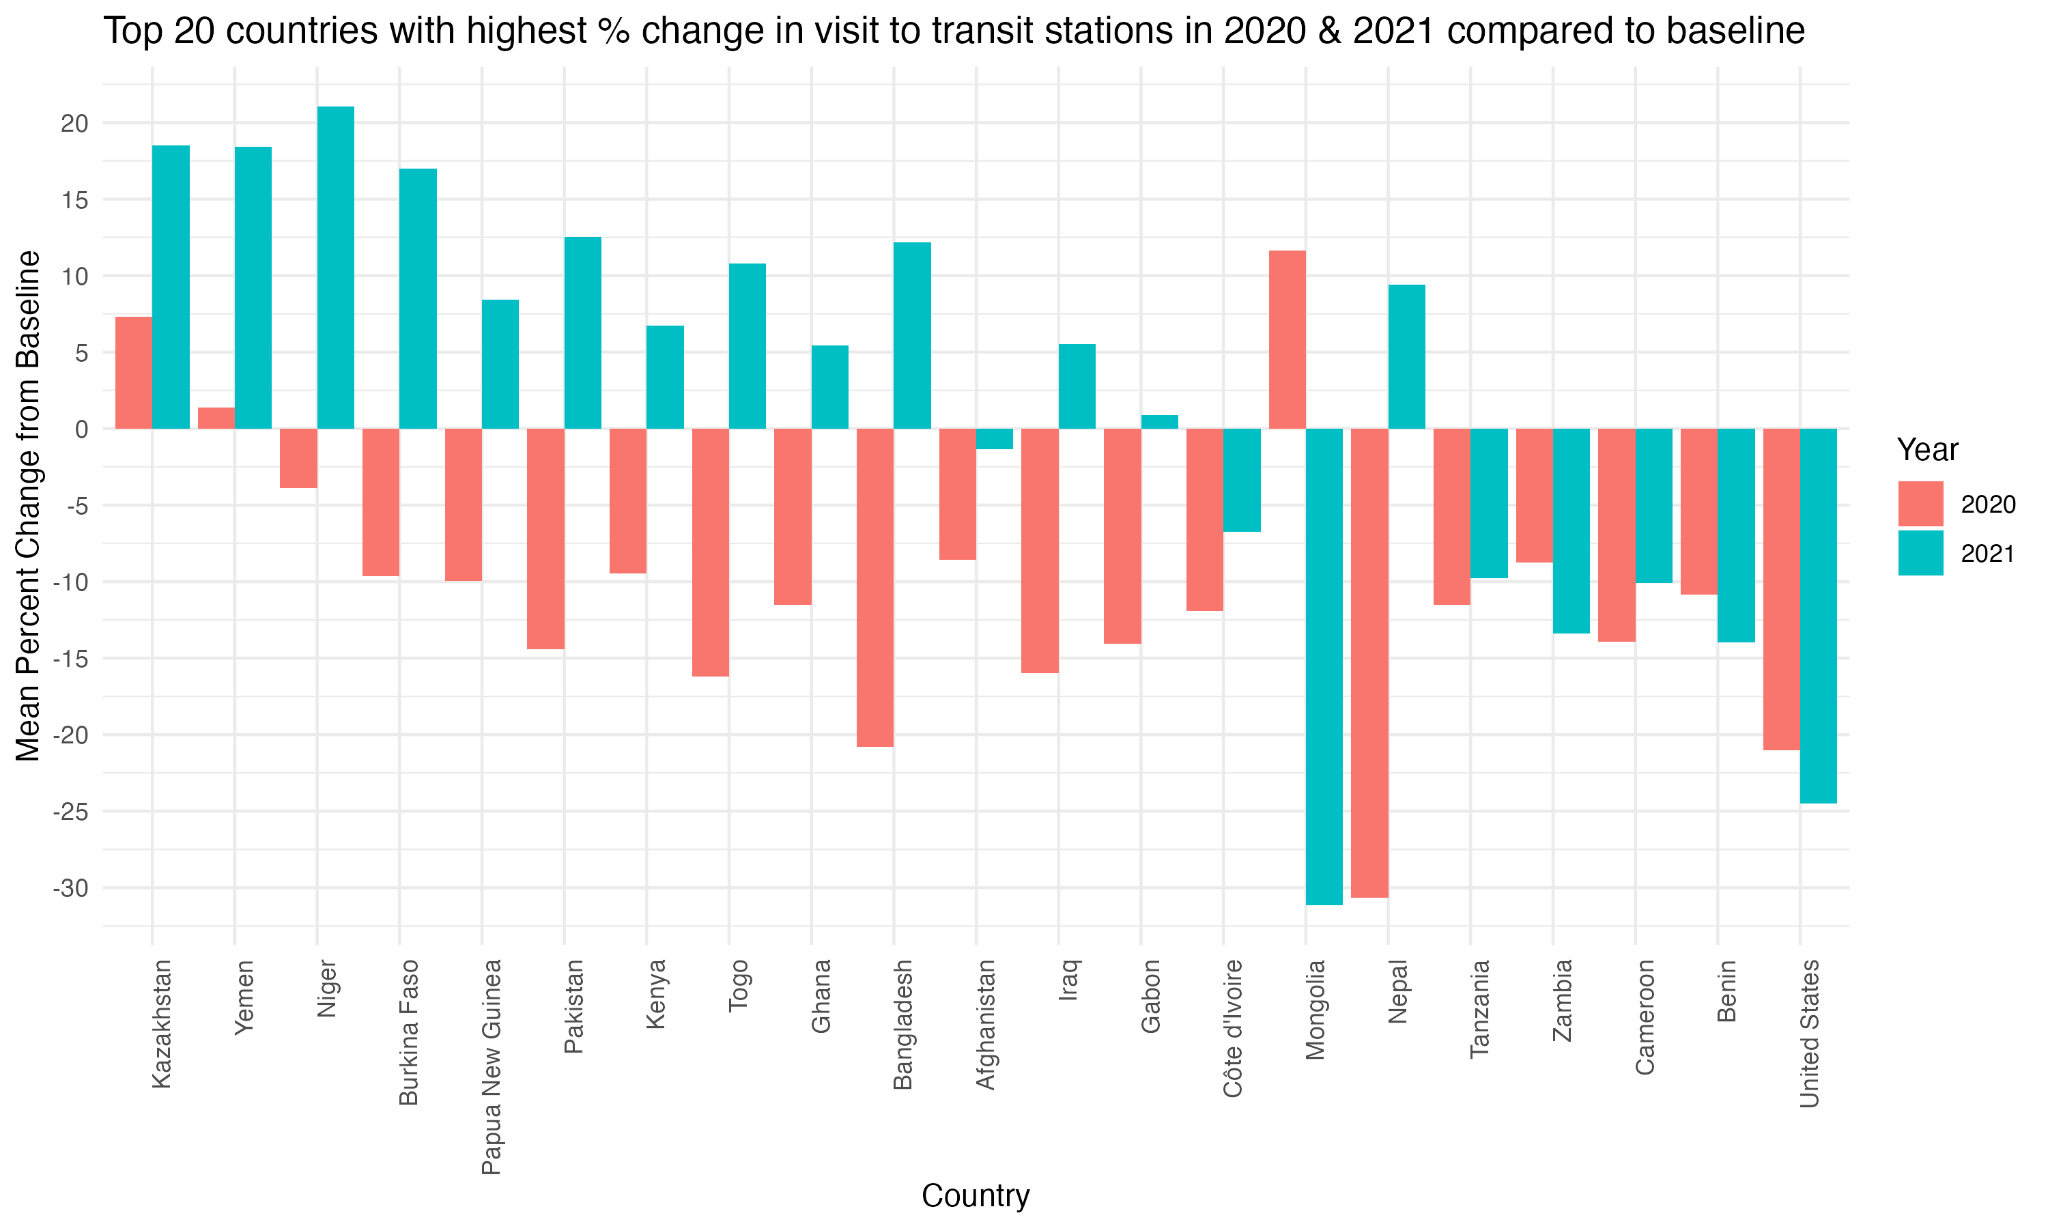 Top 20 countries with highest % change in visit to transit stations in 2020 & 2021 compared to baseline
Mean Percent Change from Baseline
20
15
10
5
0
-5
-10
-15
-20
-25
-30
Kazakhstan
Yemen
Niger
Burkina Faso
Papua New Guinea
Pakistan
Kenya
Togo
Ghana
Bangladesh
Afghanistan
Iraq
Gabon
Côte d'Ivoire
Mongolia
Nepal
Tanzania
Zambia
Cameroon
Benin
United States
Country
Year
2020
2021